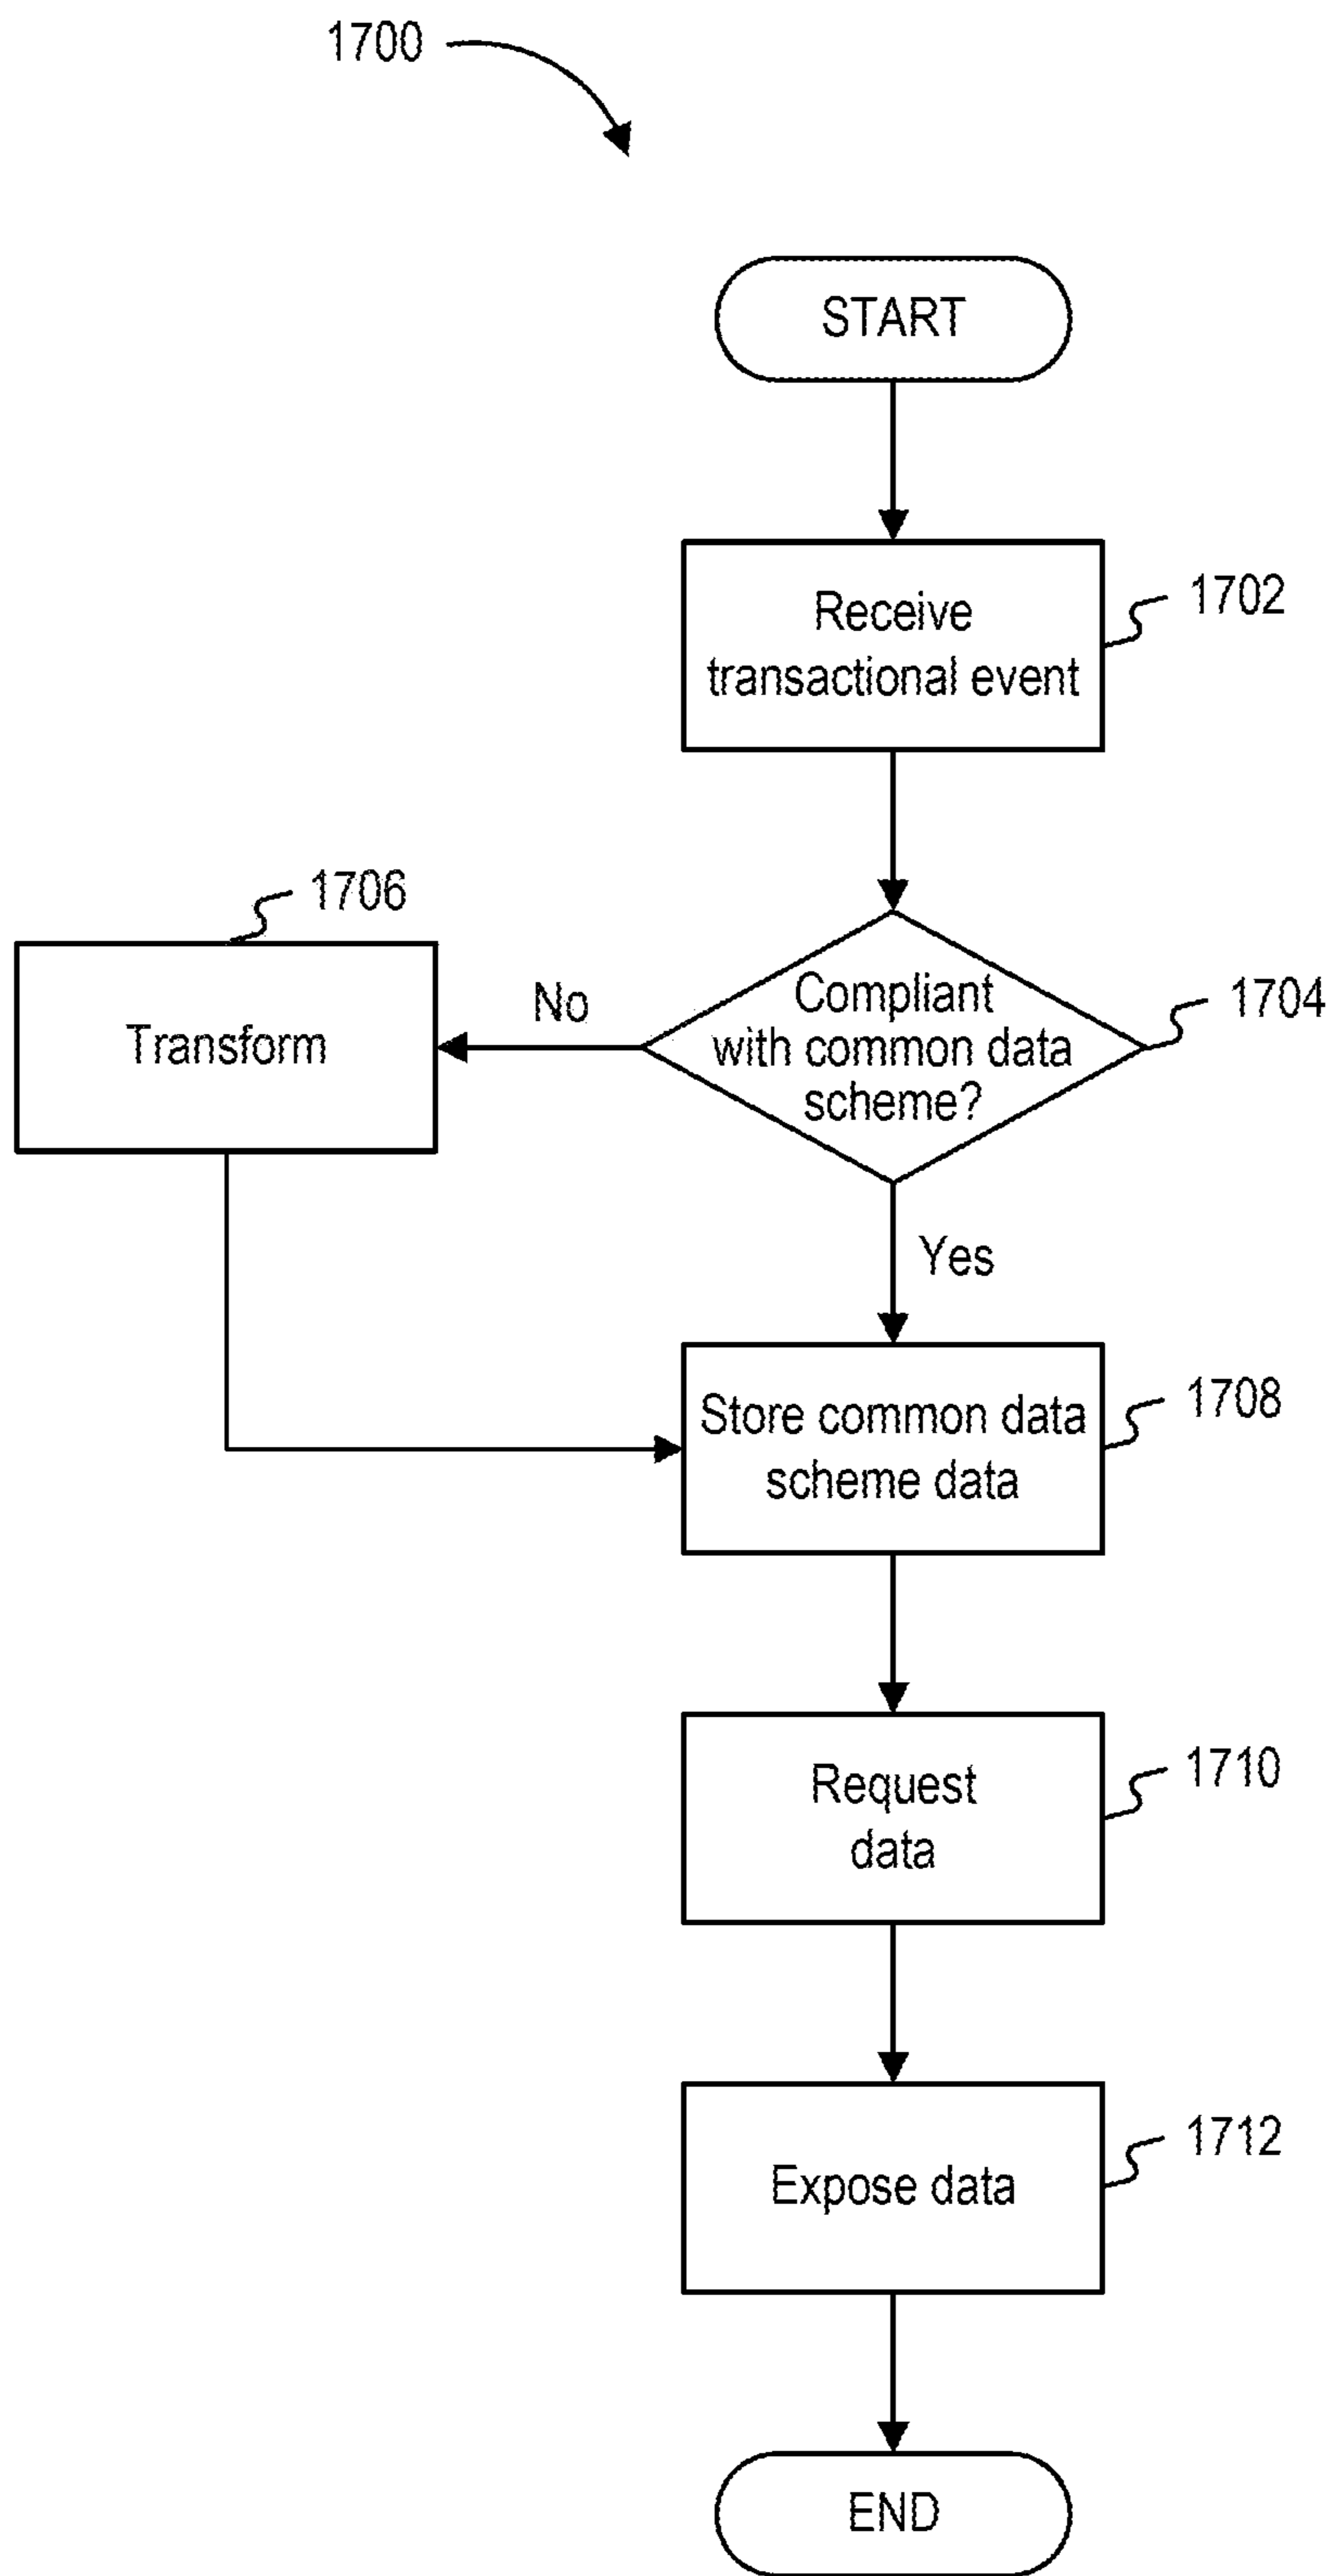 1700
START
Receive
transactional event
1702
1706
Transform
No
Compliant
with common data
scheme?
1704
Yes
Store common data
scheme data
1708
Request
data
1710
Expose data
1712
END